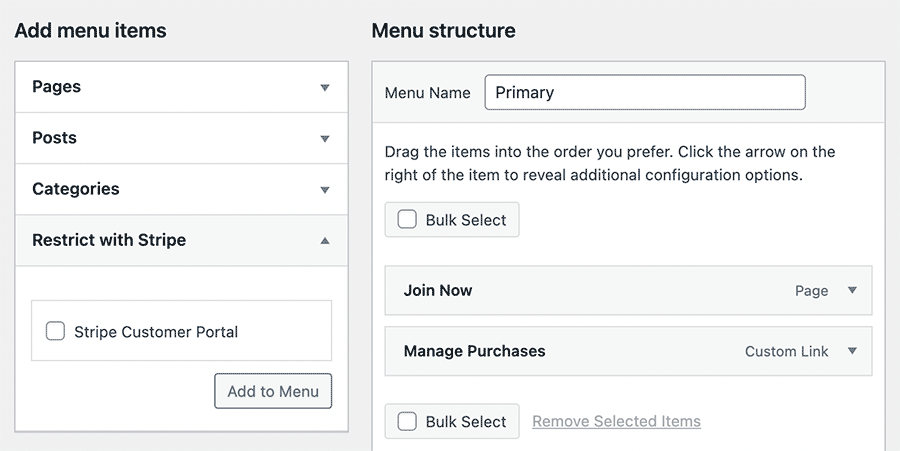 Add menu items
Pages
Posts
Categories
Restrict with Stripe
Stripe Customer Portal
Add to Menu
Menu structure
Menu Name Primary
Drag the items into the order you prefer. Click the arrow on the
right of the item to reveal additional configuration options.
Bulk Select
Join Now Page
Manage Purchases Custom Link
Bulk Select Remove Selected Items